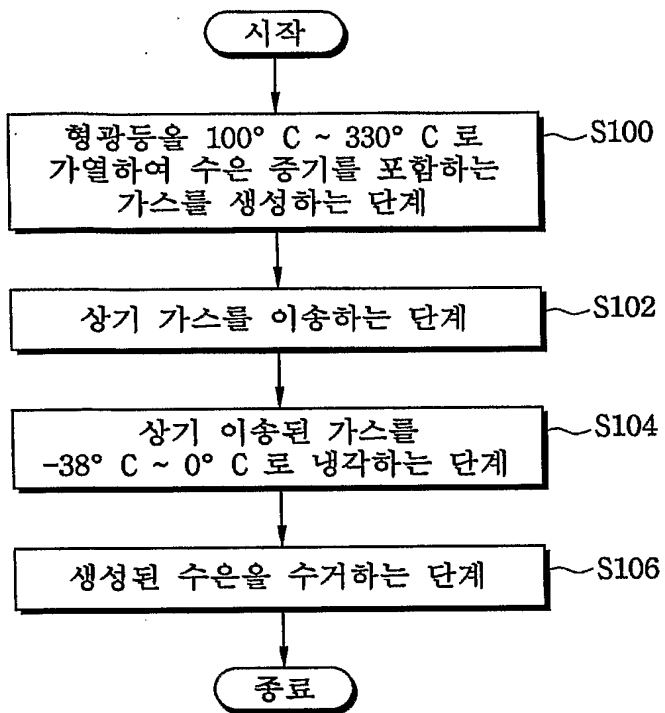 시작
형광등을 100° C ~ 330° C 로
가열하여 수은 증기를 포함하는
가스를 생성하는 단계
S100
상기 가스를 이송하는 단계
S102
상기 이송된 가스를
-38° C ~ 0° C 로 냉각하는 단계
S104
생성된 수은을 수거하는 단계
S106
종료